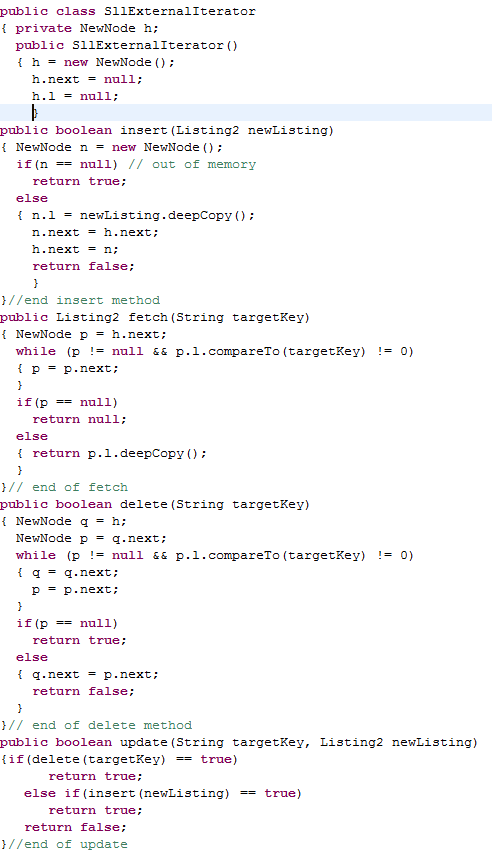 public class SllExternalIterator
{ private NewNode h;
  public SllExternalIterator()
  { h = new NewNode();
    h.next = null;
    h.l = null;
    }
public boolean insert(Listing2 newListing)
{ NewNode n = new NewNode();
  if(n == null) // out of memory
    return true;
  else
  { n.l = newListing.deepCopy();
    n.next = h.next;
    h.next = n;
    return false;
    }
}//end insert method
public Listing2 fetch(String targetKey)
{ NewNode p = h.next;
  while (p != null && p.l.compareTo(targetKey) != 0)
  { p = p.next;
  }
  if(p == null)
    return null;
  else
  { return p.l.deepCopy();
  }
}// end of fetch
public boolean delete(String targetKey)
{ NewNode q = h;
  NewNode p = q.next;
  while (p != null && p.l.compareTo(targetKey) != 0)
  { q = q.next;
    p = p.next;
  }
  if(p == null)
    return true;
  else
  { q.next = p.next;
    return false;
  }
}// end of delete method
public boolean update(String targetKey, Listing2 newListing)
{if(delete(targetKey) == true)
      return true;
   else if(insert(newListing) == true)
      return true;
   return false;
}//end of update